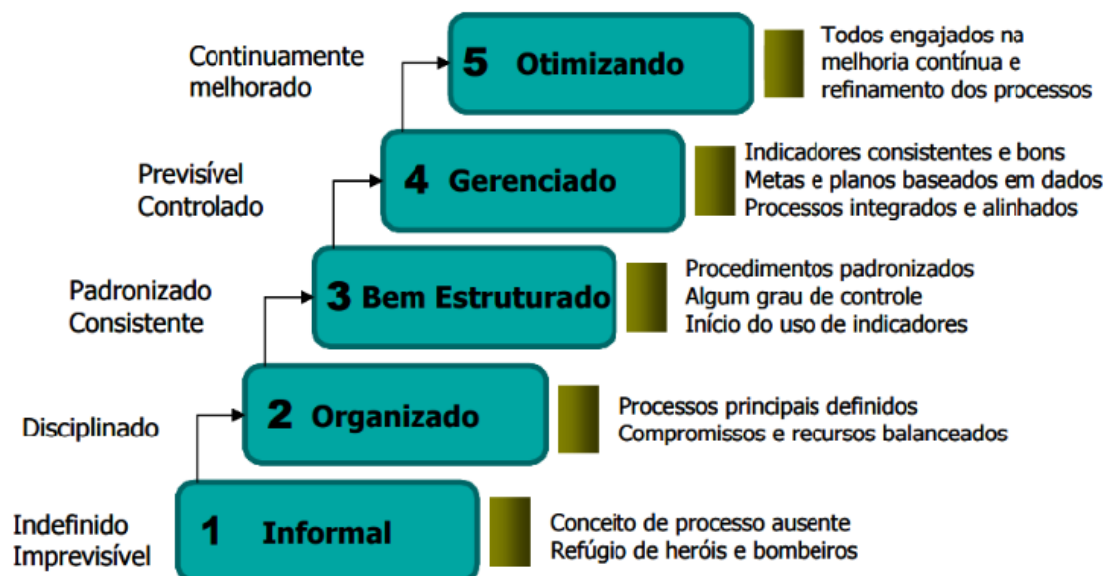 Continuamente
melhorado
5 Otimizando
Todos engajados na
melhoria contínua e
refinamento dos processos
Previsível
Controlado
4 Gerenciado
Indicadores consistentes e bons
Metas e planos baseados em dados
Processos integrados e alinhados
Padronizado
Consistente
3 Bem Estruturado
Procedimentos padronizados
Algum grau de controle
Início do uso de indicadores
Disciplinado
2 Organizado
Processos principais definidos
Compromissos e recursos balanceados
Indefinido
Imprevisível
1 Informal
Conceito de processo ausente
Refúgio de heróis e bombeiros